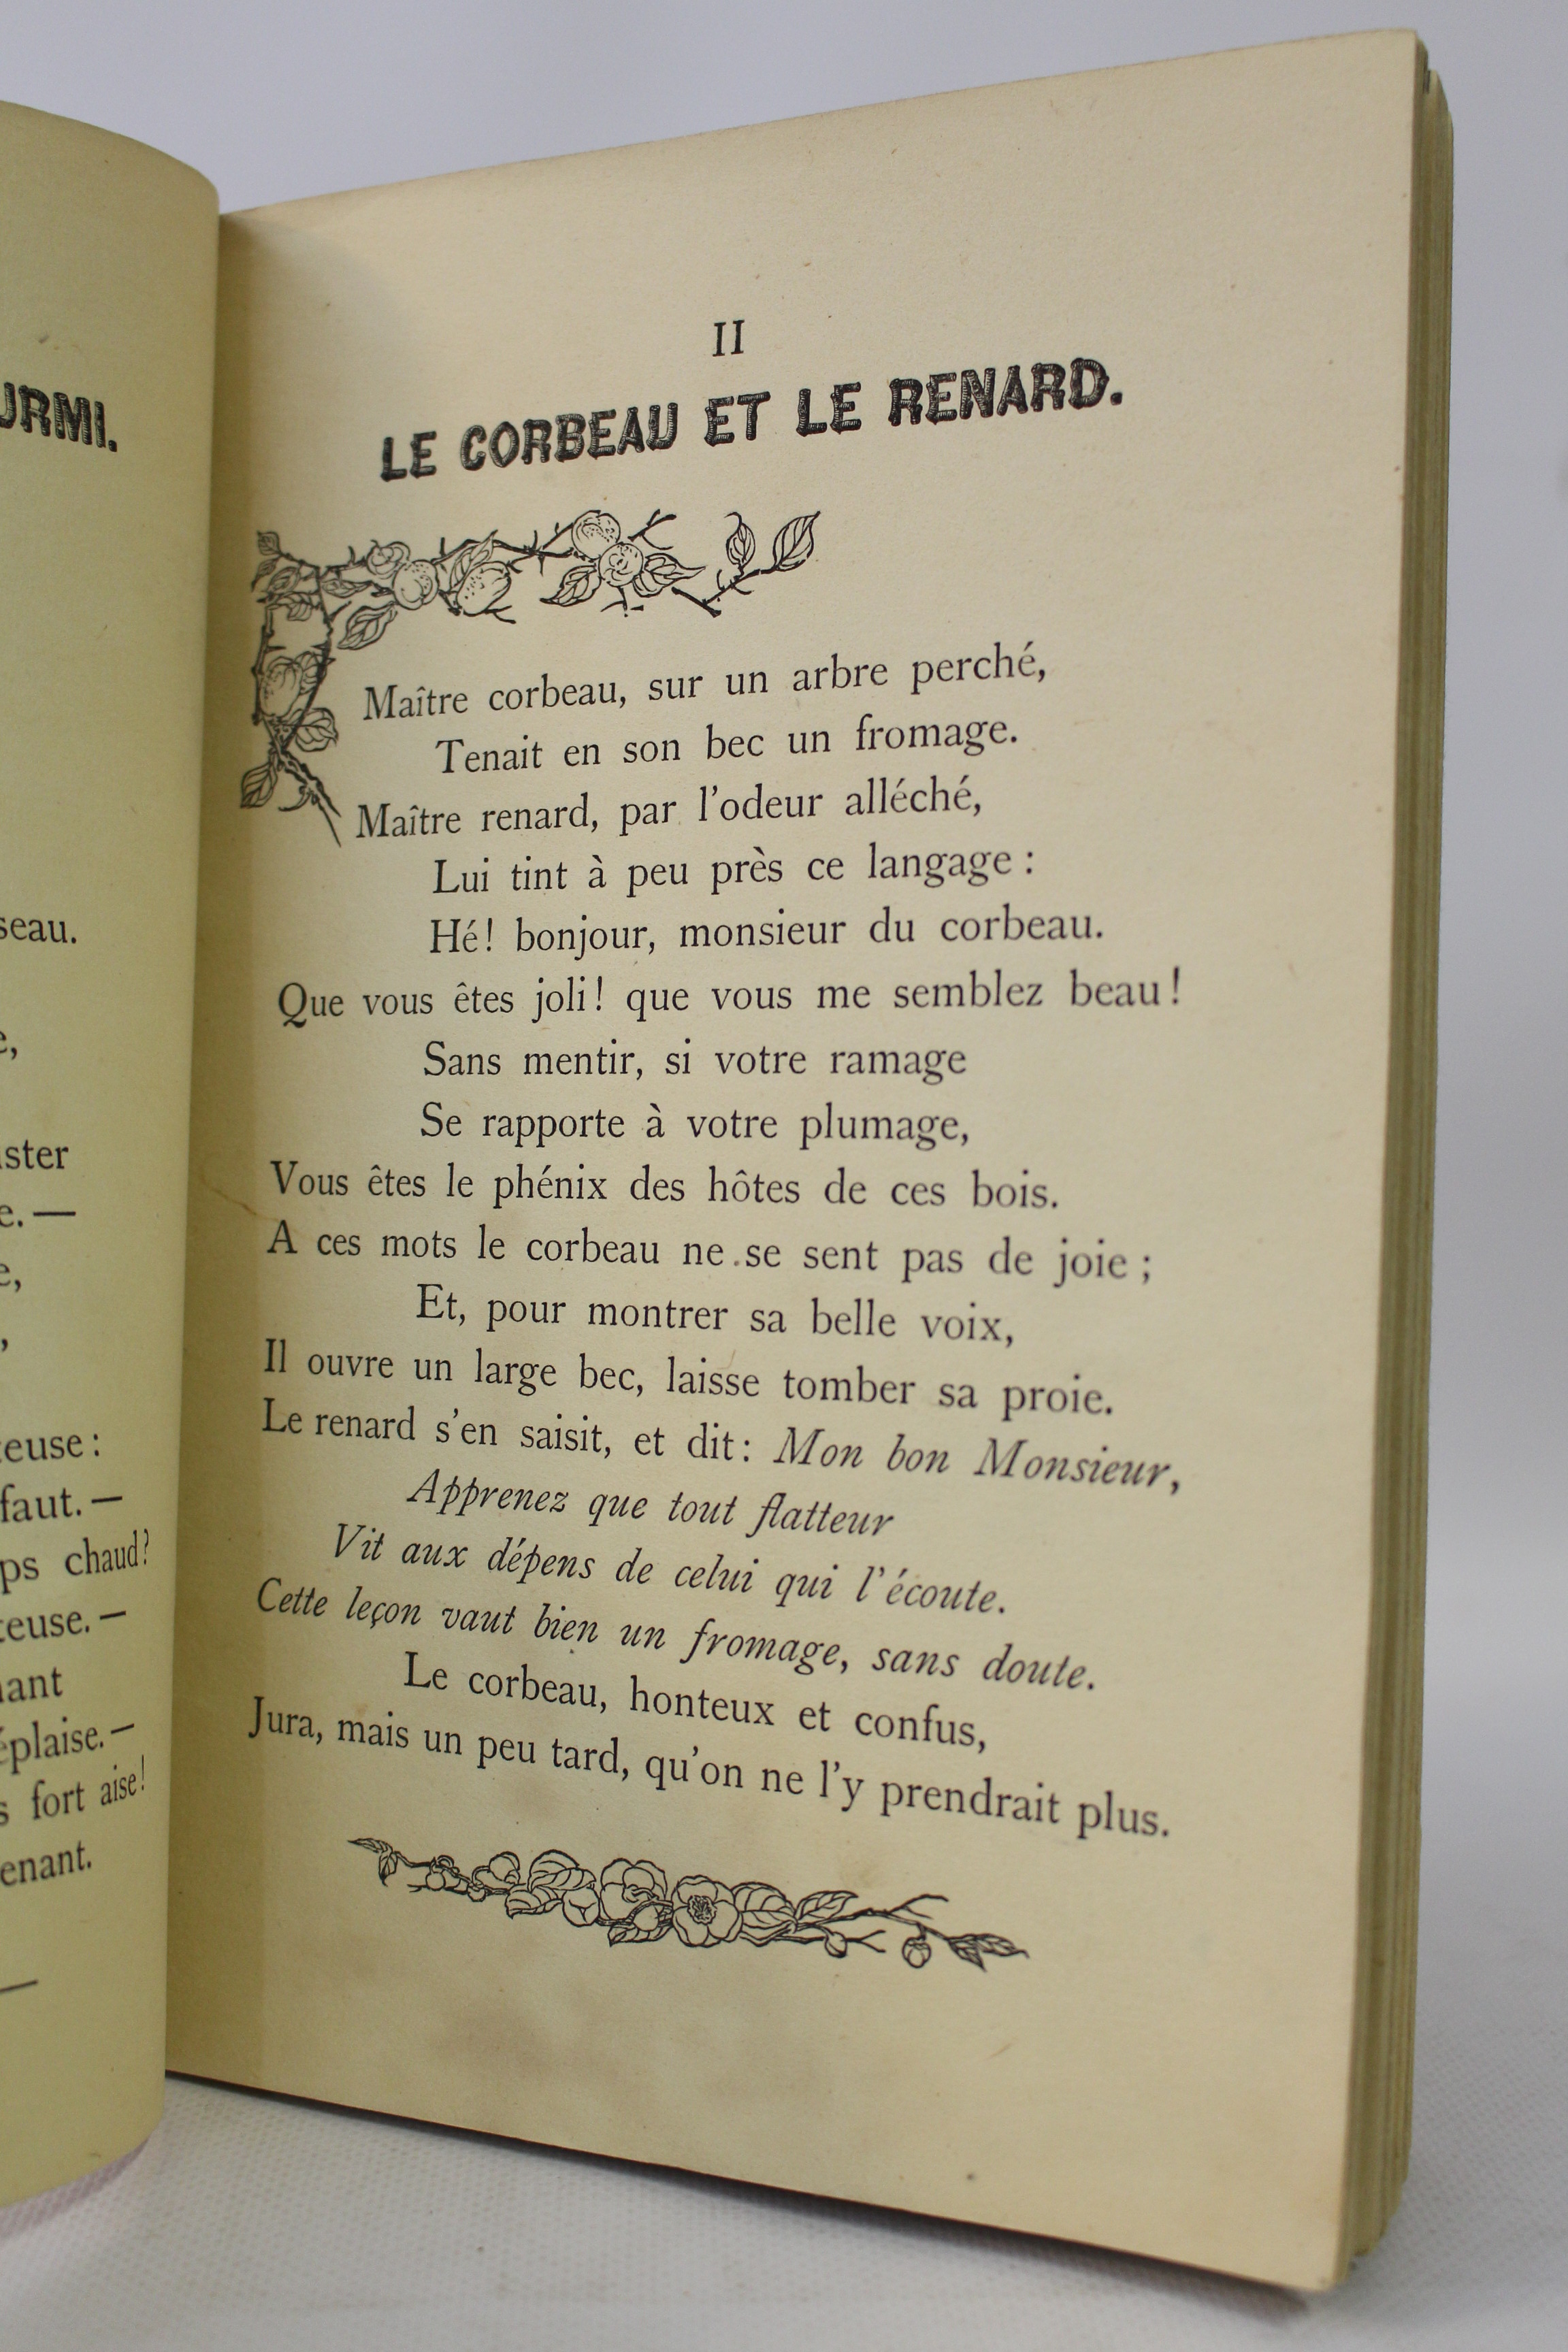 URMI.
seau.
e,
ster
e. —
e,
,
teuse :
faut. —
ps chaud?
teuse. —
nant
éplaise. —
s fort aise!
enant.
—
II
LE CORBEAU ET LE RENARD.
Maître corbeau, sur un arbre perché,
Tenait en son bec un fromage.
Maître renard, par l'odeur alléché,
Lui tint à peu près ce langage :
Hé! bonjour, monsieur du corbeau.
Que vous êtes joli! que vous me semblez beau!
Sans mentir, si votre ramage
Se rapporte à votre plumage,
Vous êtes le phénix des hôtes de ces bois.
A ces mots le corbeau ne se sent pas de joie ;
Et, pour montrer sa belle voix,
Il ouvre un large bec, laisse tomber sa proie.
Le renard s'en saisit, et dit : Mon bon Monsieur,
Apprenez que tout flatteur
Vit aux dépens de celui qui l'écoute.
Cette leçon vaut bien un fromage, sans doute.
Le corbeau, honteux et confus,
Jura, mais un peu tard, qu'on ne l'y prendrait plus.